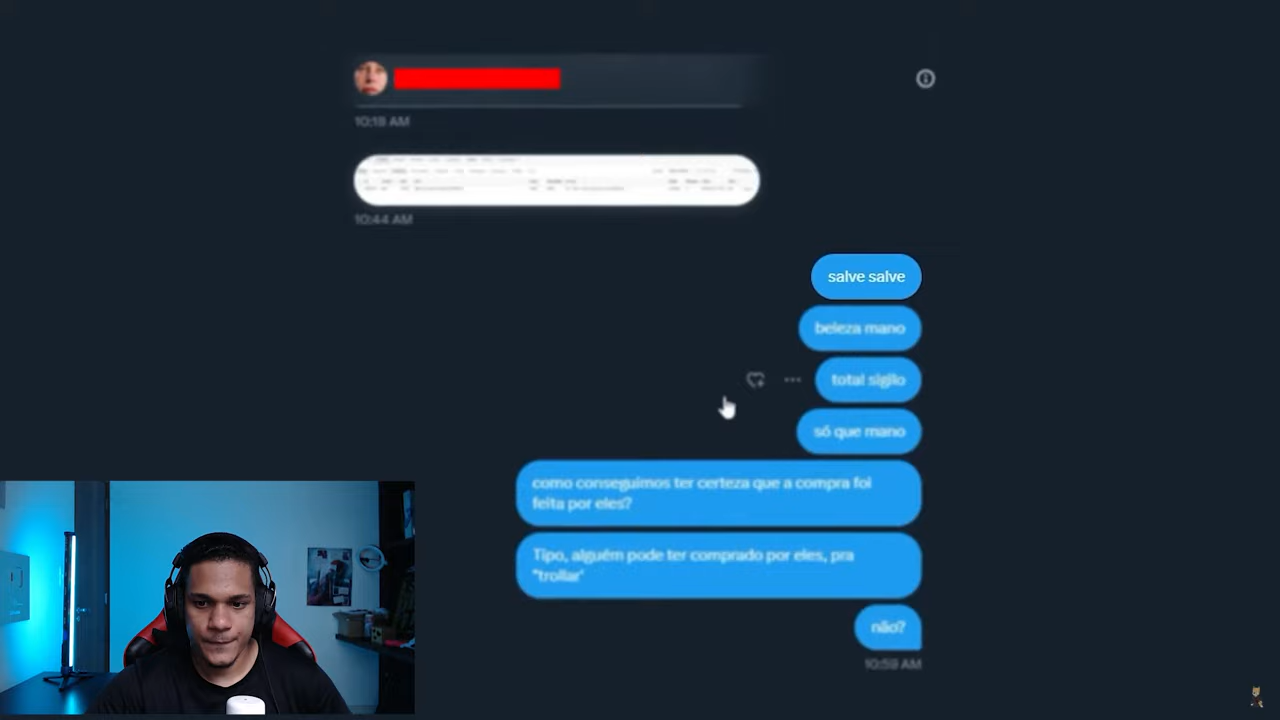 10:18 AM
10:44 AM
salve salve
beleza mano
total sigilo
só que mano
como conseguimos ter certeza que a compra foi
feita por eles?
Tipo, alguém pode ter comprado por eles, pra
"trollar"
não?
10:59 AM